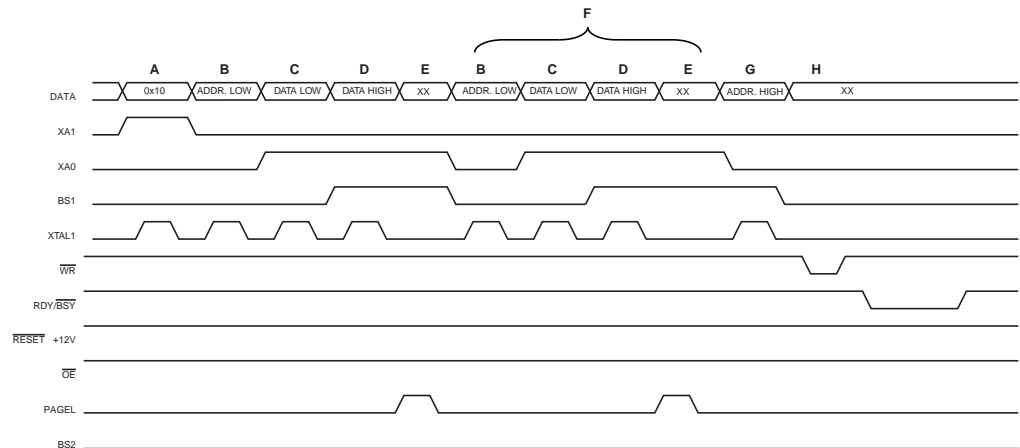 F
A B C D E B C D E G H
DATA 0x10 ADDR. LOW DATA LOW DATA HIGH XX ADDR. LOW DATA LOW DATA HIGH XX ADDR. HIGH XX
XA1
XA0
BS1
XTAL1
WR
RDY/BSY
RESET +12V
OE
PAGEL
BS2